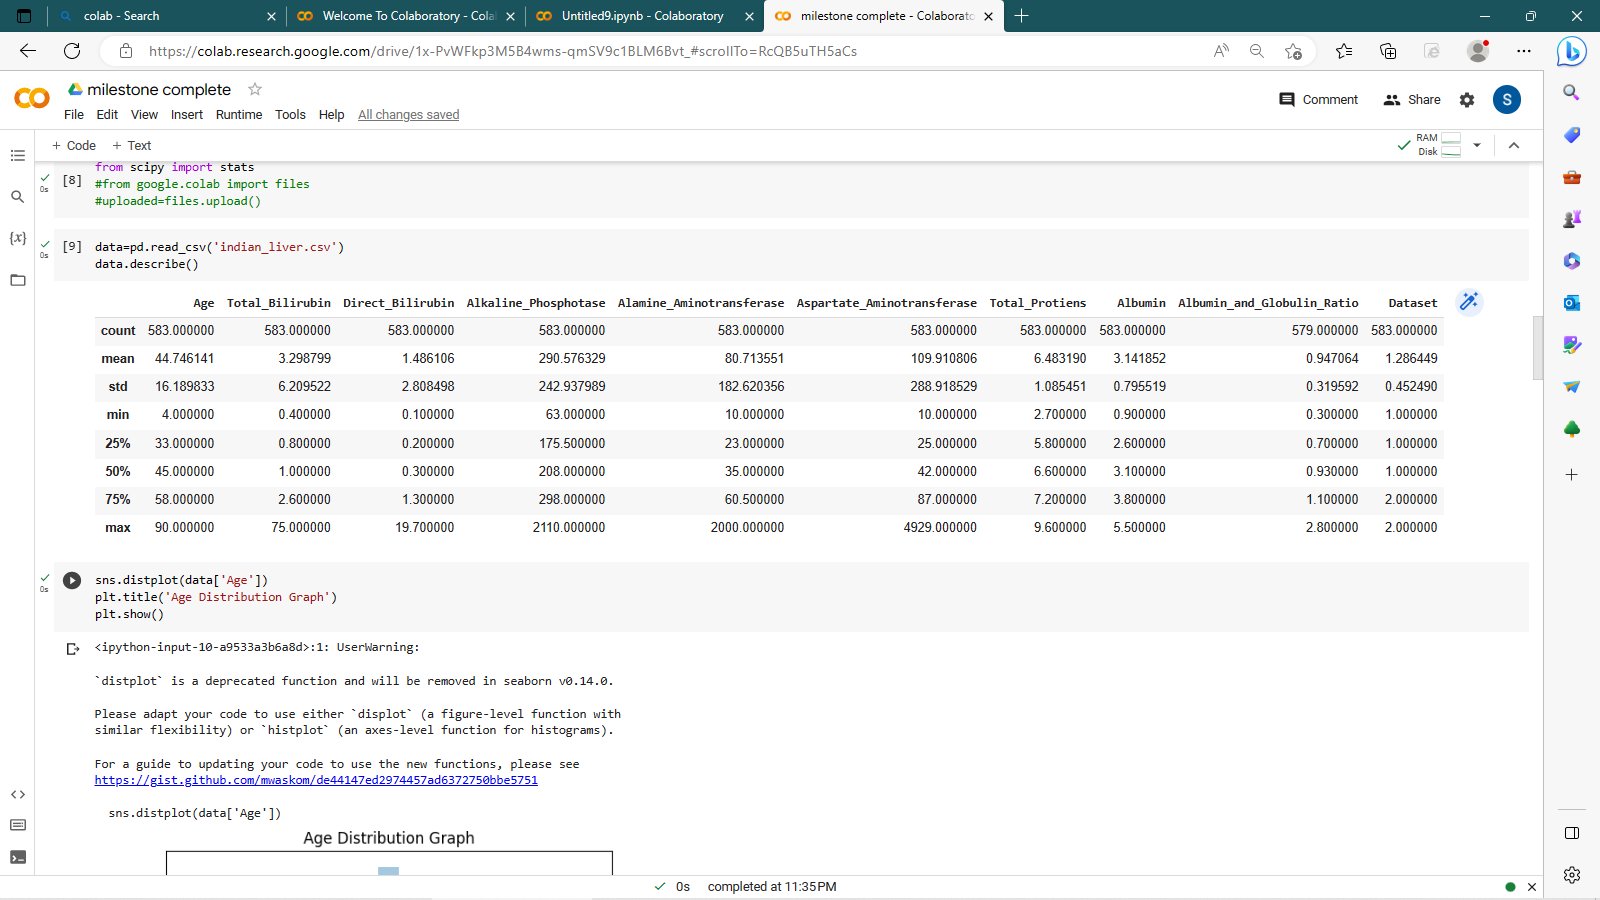 colab - Search
Welcome To Colaboratory - Cola
Untitled9.ipynb - Colaboratory
milestone complete - Colaborato
https://colab.research.google.com/drive/1x-PvWFkp3M5B4wms-qmSV9c1BLM6Bvt_#scrollTo=RcQB5uTH5aCs
milestone complete
File Edit View Insert Runtime Tools Help All changes saved
Comment Share S
+ Code + Text
RAM
Disk
from scipy import stats
[8] #from google.colab import files
0s
#uploaded=files.upload()
[9] data=pd.read_csv('indian_liver.csv')
0s
data.describe()
Age Total_Bilirubin Direct_Bilirubin Alkaline_Phosphotase Alamine_Aminotransferase Aspartate_Aminotransferase Total_Protiens Albumin Albumin_and_Globulin_Ratio Dataset
count 583.000000 583.000000 583.000000 583.000000 583.000000 583.000000 583.000000 583.000000 579.000000 583.000000
mean 44.746141 3.298799 1.486106 290.576329 80.713551 109.910806 6.483190 3.141852 0.947064 1.286449
std 16.189833 6.209522 2.808498 242.937989 182.620356 288.918529 1.085451 0.795519 0.319592 0.452490
min 4.000000 0.400000 0.100000 63.000000 10.000000 10.000000 2.700000 0.900000 0.300000 1.000000
25% 33.000000 0.800000 0.200000 175.500000 23.000000 25.000000 5.800000 2.600000 0.700000 1.000000
50% 45.000000 1.000000 0.300000 208.000000 35.000000 42.000000 6.600000 3.100000 0.930000 1.000000
75% 58.000000 2.600000 1.300000 298.000000 60.500000 87.000000 7.200000 3.800000 1.100000 2.000000
max 90.000000 75.000000 19.700000 2110.000000 2000.000000 4929.000000 9.600000 5.500000 2.800000 2.000000
sns.distplot(data['Age'])
0s
plt.title('Age Distribution Graph')
plt.show()
<ipython-input-10-a9533a3b6a8d>:1: UserWarning:
`distplot` is a deprecated function and will be removed in seaborn v0.14.0.
Please adapt your code to use either `displot` (a figure-level function with
similar flexibility) or `histplot` (an axes-level function for histograms).
For a guide to updating your code to use the new functions, please see
https://gist.github.com/mwaskom/de44147ed2974457ad6372750bbe5751
sns.distplot(data['Age'])
Age Distribution Graph
0s completed at 11:35 PM